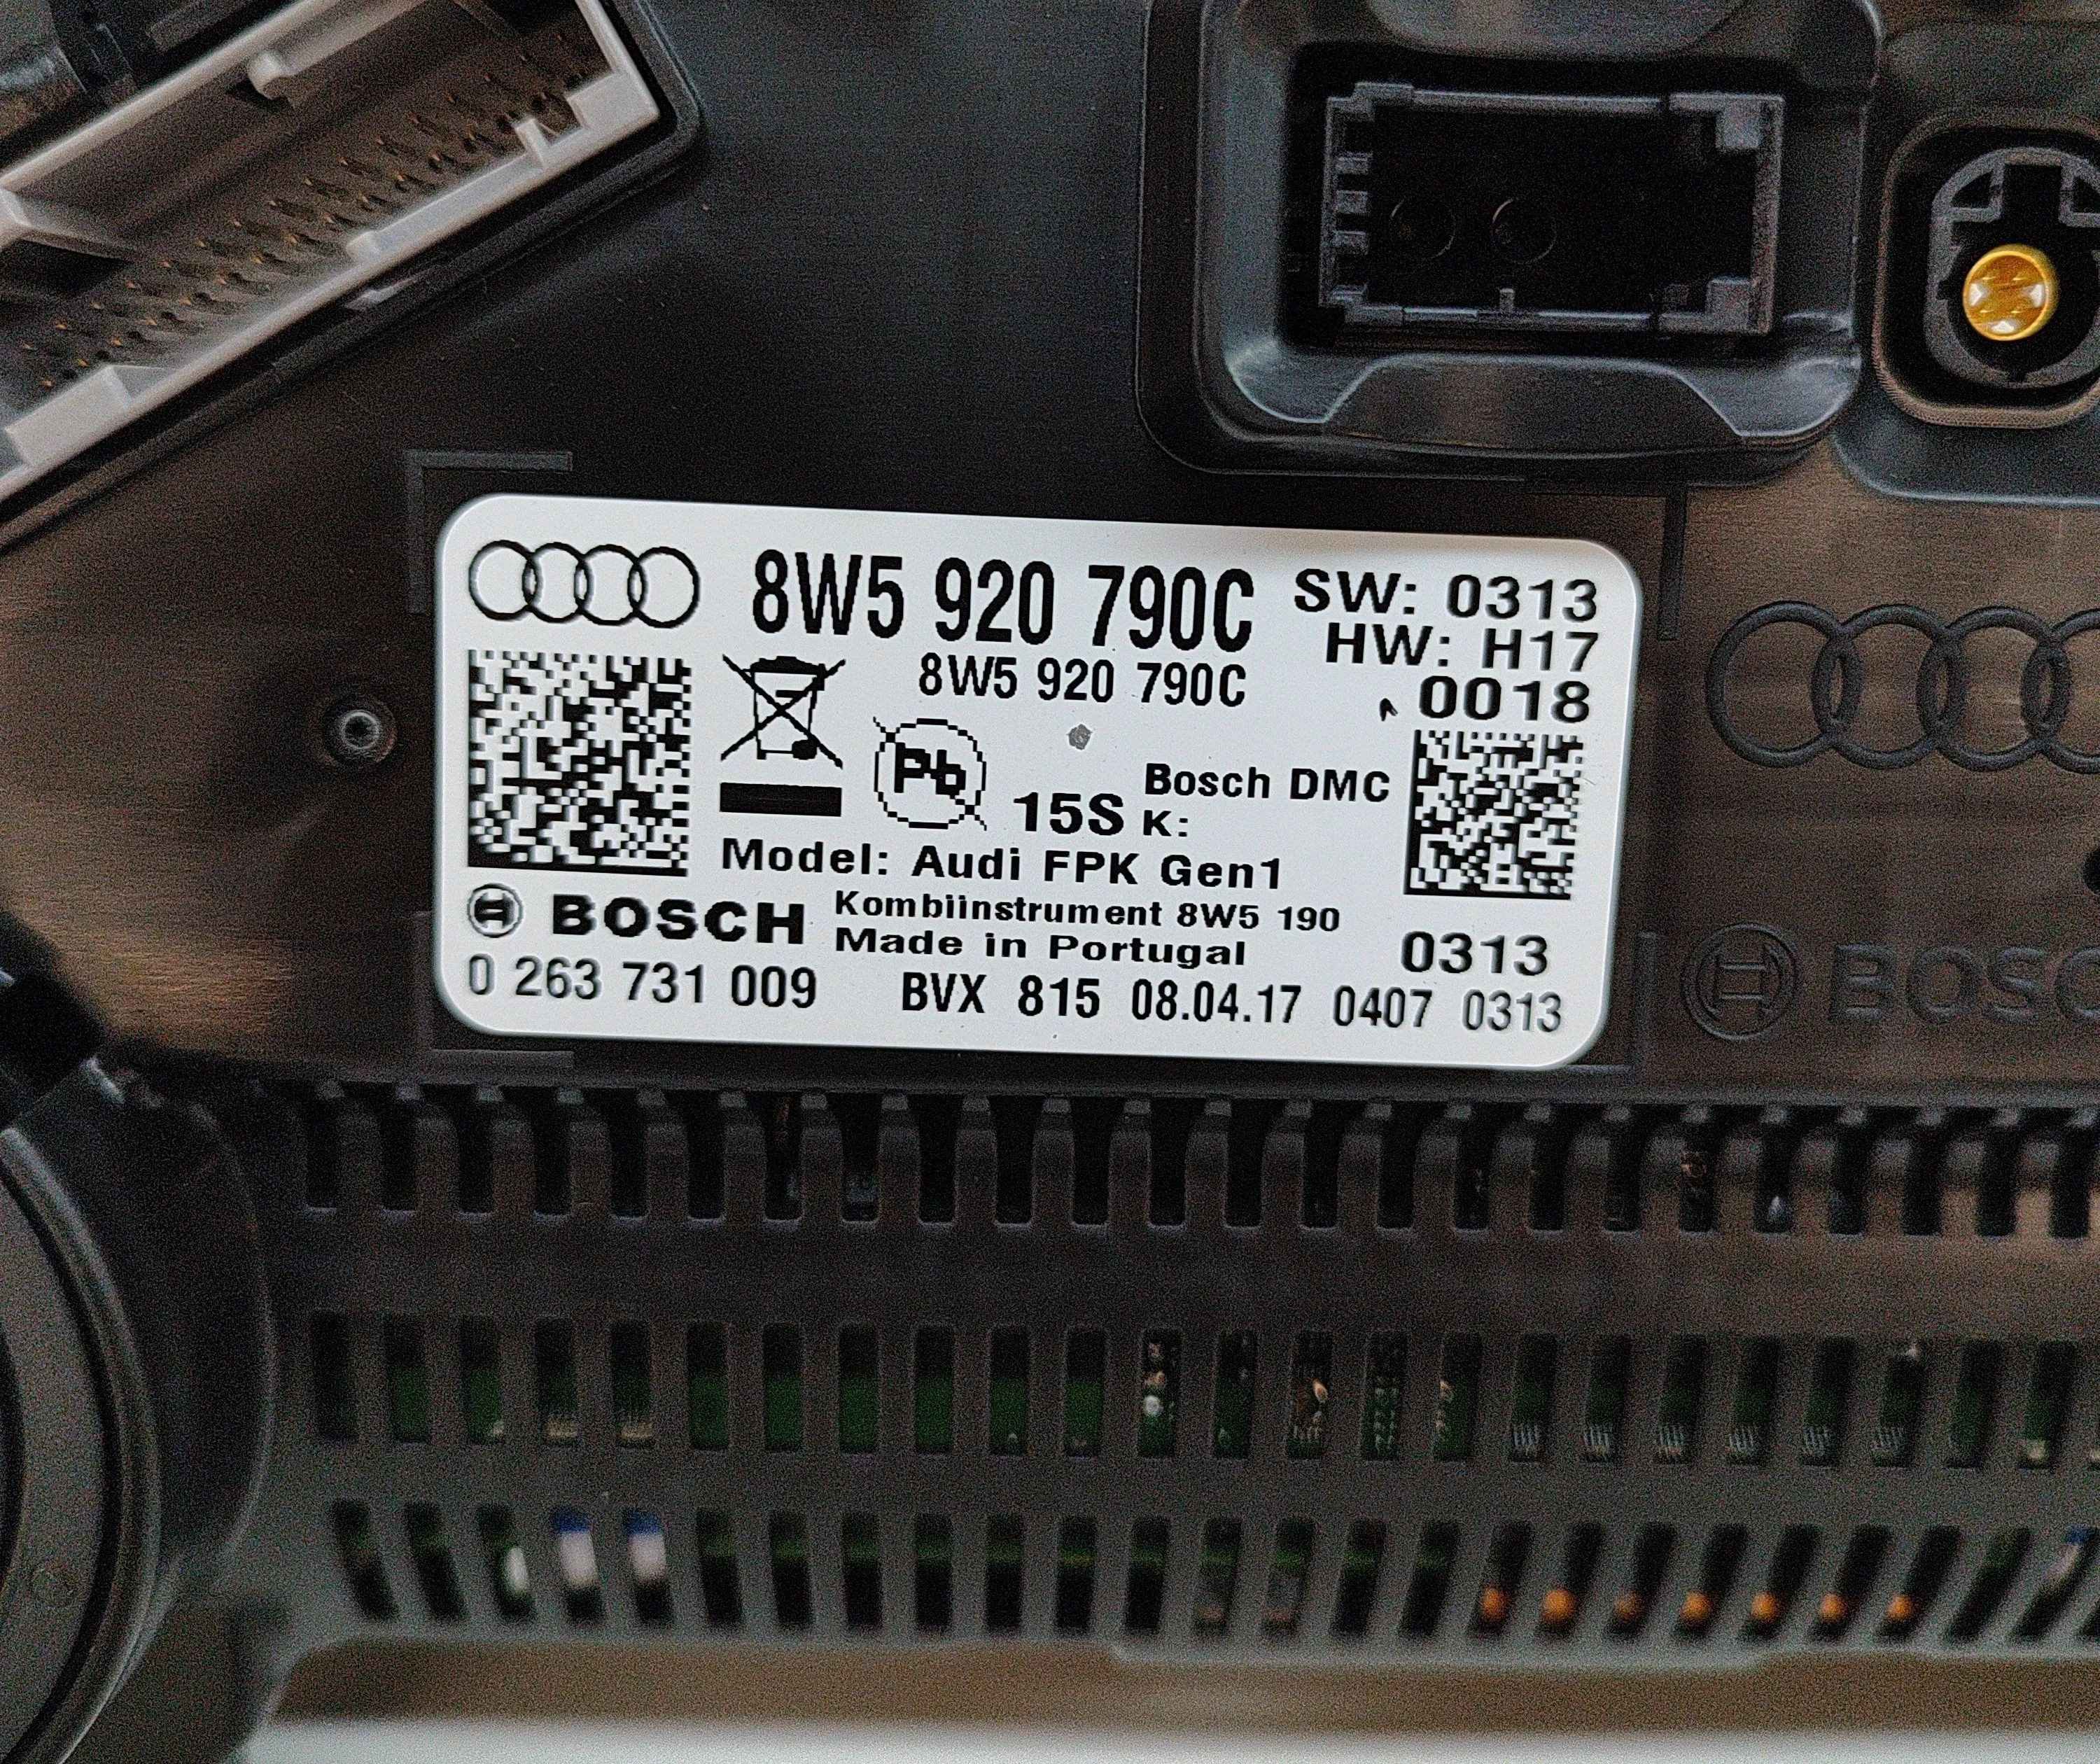 8W5 920 790C
SW: 0313
HW: H17
8W5 920 790C
0018
Pb
15S
Bosch DMC
K:
Model: Audi FPK Gen1
BOSCH
Kombiinstrument 8W5 190
Made in Portugal
0313
0 263 731 009 BVX 815 08.04.17 0407 0313
BOSC